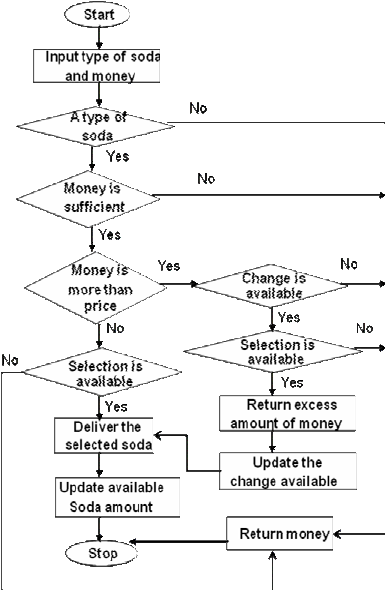 Start
Input type of soda
and money
No
A type of
soda
Yes
No
Money is
sufficient
Yes
Money is
more than
price
Yes
Change is
available
No
No
Yes
No
Selection is
available
No
Selection is
available
Yes
Yes
Return excess
amount of money
Deliver the
selected soda
Update the
change available
Update available
Soda amount
Return money
Stop